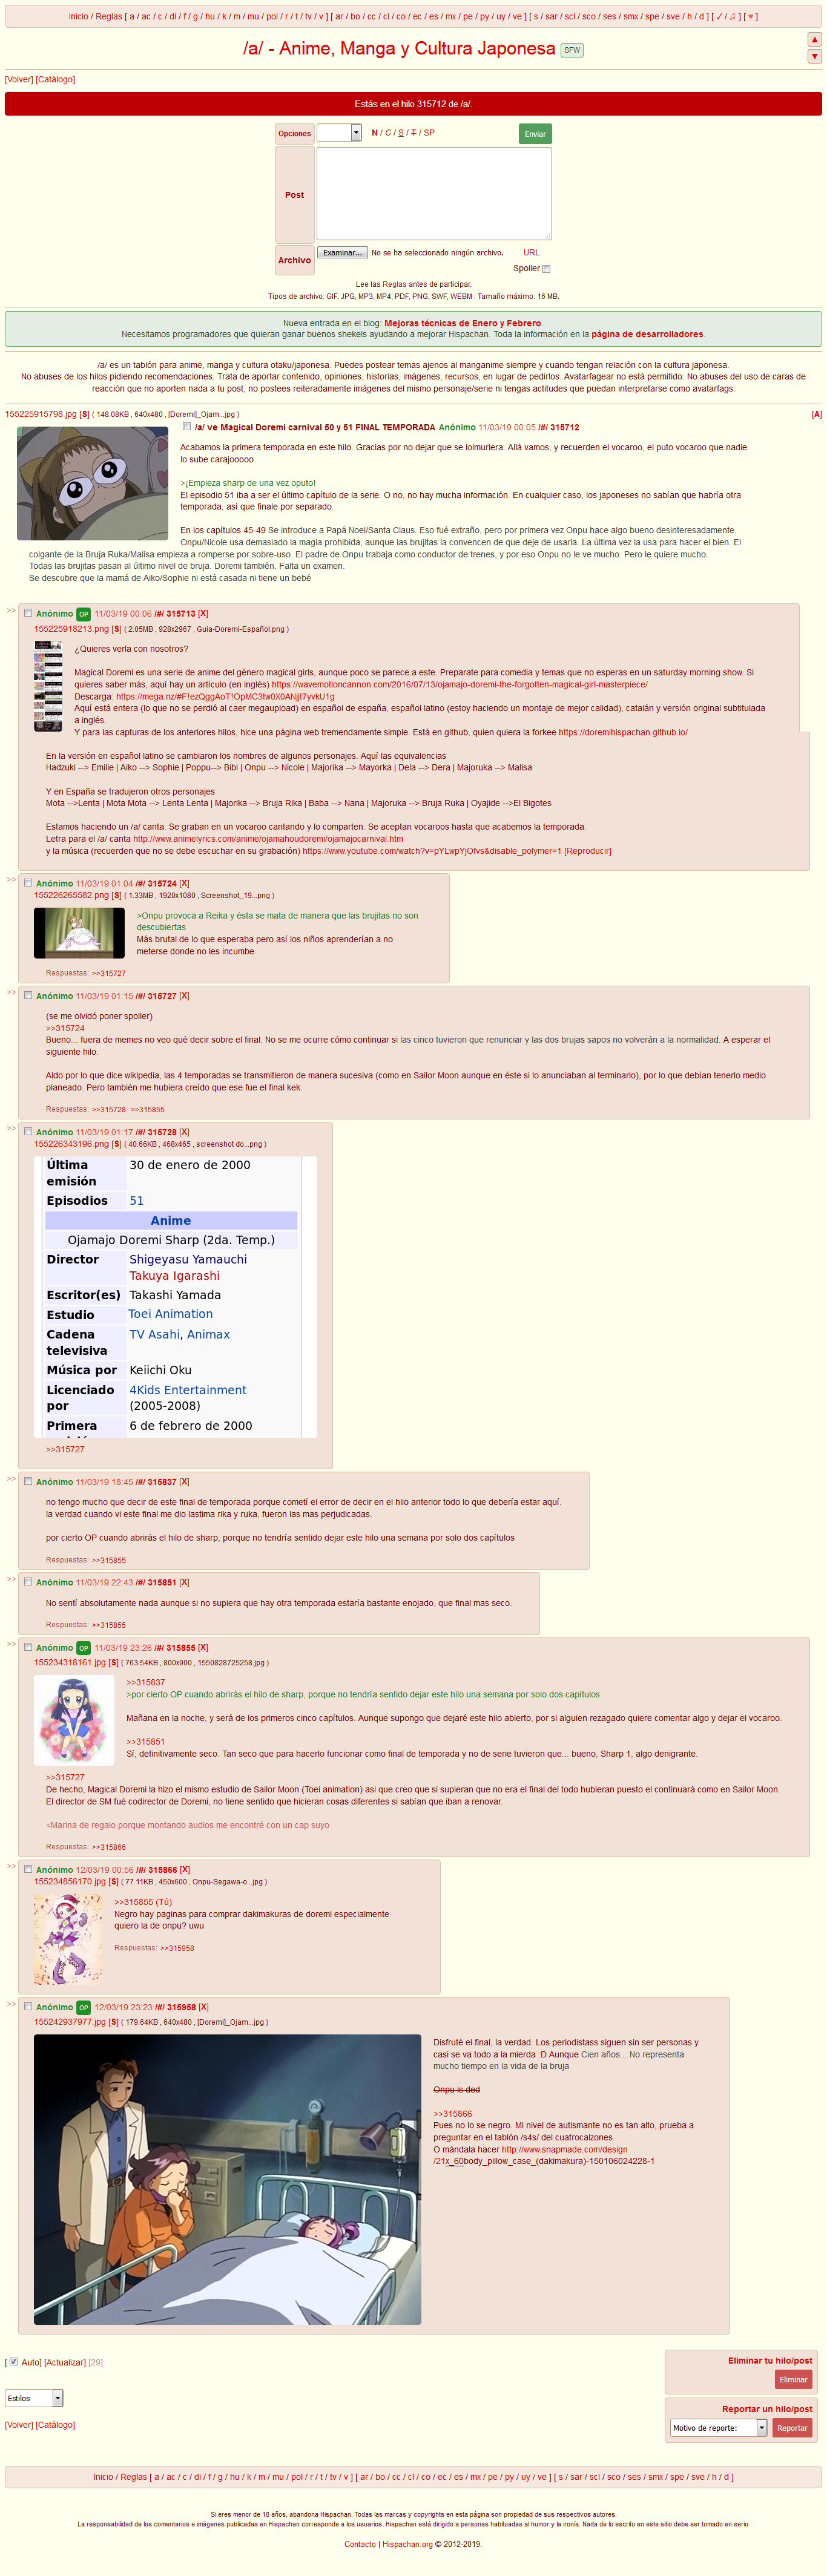 Inicio / Reglas [ a / ac / c / di / f / g / hu / k / m / mu / pol / r / t / tv / v ] [ ar / bo / cc / cl / co / ec / es / mx / pe / py / uy / ve ] [ s / sar / scl / sco / ses / smx / spe / sve / h / d ] [ ✓ / ♫ ] [ ♥ ]
/a/ - Anime, Manga y Cultura Japonesa SFW
▲
▼
[Volver] [Catálogo]
Estás en el hilo 315712 de /a/.
Opciones N / C / S / T / SP Enviar
Post
Archivo Examinar... No se ha seleccionado ningún archivo. URL
Spoiler
Lee las Reglas antes de participar.
Tipos de archivo: GIF, JPG, MP3, MP4, PDF, PNG, SWF, WEBM . Tamaño máximo: 16 MB.
Nueva entrada en el blog: Mejoras técnicas de Enero y Febrero.
Necesitamos programadores que quieran ganar buenos shekels ayudando a mejorar Hispachan. Toda la información en la página de desarrolladores.
/a/ es un tablón para anime, manga y cultura otaku/japonesa. Puedes postear temas ajenos al manganime siempre y cuando tengan relación con la cultura japonesa.
No abuses de los hilos pidiendo recomendaciones. Trata de aportar contenido, opiniones, historias, imágenes, recursos, en lugar de pedirlos. Avatarfagear no está permitido: No abuses del uso de caras de
reacción que no aporten nada a tu post, no postees reiteradamente imágenes del mismo personaje/serie ni tengas actitudes que puedan interpretarse como avatarfags.
155225915798.jpg [S] ( 148.08KB , 640x480 , [Doremi]_Ojam...jpg ) [A]
/a/ ve Magical Doremi carnival 50 y 51 FINAL TEMPORADA Anónimo 11/03/19 00:05 /#/ 315712
Acabamos la primera temporada en este hilo. Gracias por no dejar que se lolmuriera. Allá vamos, y recuerden el vocaroo, el puto vocaroo que nadie
lo sube carajooooo
>¡Empieza sharp de una vez oputo!
El episodio 51 iba a ser el último capítulo de la serie. O no, no hay mucha información. En cualquier caso, los japoneses no sabían que habría otra
temporada, así que finale por separado.
En los capítulos 45-49 Se introduce a Papá Noel/Santa Claus. Eso fué extraño, pero por primera vez Onpu hace algo bueno desinteresadamente.
Onpu/Nicole usa demasiado la magia prohibida, aunque las brujitas la convencen de que deje de usarla. La última vez la usa para hacer el bien. El
colgante de la Bruja Ruka/Malisa empieza a romperse por sobre-uso. El padre de Onpu trabaja como conductor de trenes, y por eso Onpu no le ve mucho. Pero le quiere mucho.
Todas las brujitas pasan al último nivel de bruja. Doremi también. Falta un examen.
Se descubre que la mamá de Aiko/Sophie ni está casada ni tiene un bebé
>> Anónimo OP 11/03/19 00:06 /#/ 315713 [X]
155225918213.png [S] ( 2.05MB , 928x2967 , Guia-Doremi-Español.png )
¿Quieres verla con nosotros?
Magical Doremi es una serie de anime del género magical girls, aunque poco se parece a este. Preparate para comedia y temas que no esperas en un saturday morning show. Si
quieres saber más, aquí hay un artículo (en inglés) https://wavemotioncannon.com/2016/07/13/ojamajo-doremi-the-forgotten-magical-girl-masterpiece/
Descarga: https://mega.nz/#F!ezQggAoT!OpMC3tw0X0ANjjt7yvkU1g
Aquí está entera (lo que no se perdió al caer megaupload) en español de españa, español latino (estoy haciendo un montaje de mejor calidad), catalán y versión original subtitulada
a inglés.
Y para las capturas de los anteriores hilos, hice una página web tremendamente simple. Está en github, quien quiera la forkee https://doremihispachan.github.io/
En la versión en español latino se cambiaron los nombres de algunos personajes. Aquí las equivalencias
Hadzuki --> Emilie | Aiko --> Sophie | Poppu--> Bibi | Onpu --> Nicole | Majorika --> Mayorka | Dela --> Dera | Majoruka --> Malisa
Y en España se tradujeron otros personajes
Mota -->Lenta | Mota Mota --> Lenta Lenta | Majorika --> Bruja Rika | Baba --> Nana | Majoruka --> Bruja Ruka | Oyajide -->El Bigotes
Estamos haciendo un /a/ canta. Se graban en un vocaroo cantando y lo comparten. Se aceptan vocaroos hasta que acabemos la temporada.
Letra para el /a/ canta http://www.animelyrics.com/anime/ojamahoudoremi/ojamajocarnival.htm
y la música (recuerden que no se debe escuchar en su grabación) https://www.youtube.com/watch?v=pYLwpYjOfvs&disable_polymer=1 [Reproducir]
>> Anónimo 11/03/19 01:04 /#/ 315724 [X]
155226265582.png [S] ( 1.33MB , 1920x1080 , Screenshot_19...png )
>Onpu provoca a Reika y ésta se mata de manera que las brujitas no son
descubiertas
Más brutal de lo que esperaba pero así los niños aprenderían a no
meterse donde no les incumbe
Respuestas: >>315727
>> Anónimo 11/03/19 01:15 /#/ 315727 [X]
(se me olvidó poner spoiler)
>>315724
Bueno... fuera de memes no veo qué decir sobre el final. No se me ocurre cómo continuar si las cinco tuvieron que renunciar y las dos brujas sapos no volverán a la normalidad. A esperar el
siguiente hilo.
Aldo por lo que dice wikipedia, las 4 temporadas se transmitieron de manera sucesiva (como en Sailor Moon aunque en éste si lo anunciaban al terminarlo), por lo que debían tenerlo medio
planeado. Pero también me hubiera creído que ese fue el final kek.
Respuestas: >>315728 >>315855
>> Anónimo 11/03/19 01:17 /#/ 315728 [X]
155226343196.png [S] ( 40.66KB , 468x465 , screenshot do...png )
Última emisión 30 de enero de 2000
Episodios 51
Anime
Ojamajo Doremi Sharp (2da. Temp.)
Director Shigeyasu Yamauchi
Takuya Igarashi
Escritor(es) Takashi Yamada
Estudio Toei Animation
Cadena televisiva TV Asahi, Animax
Música por Keiichi Oku
Licenciado por 4Kids Entertainment
(2005-2008)
Primera 6 de febrero de 2000
>>315727
>> Anónimo 11/03/19 18:45 /#/ 315837 [X]
no tengo mucho que decir de este final de temporada porque cometí el error de decir en el hilo anterior todo lo que debería estar aquí.
la verdad cuando vi este final me dio lastima rika y ruka, fueron las mas perjudicadas.
por cierto OP cuando abrirás el hilo de sharp, porque no tendría sentido dejar este hilo una semana por solo dos capítulos
Respuestas: >>315855
>> Anónimo 11/03/19 22:43 /#/ 315851 [X]
No sentí absolutamente nada aunque si no supiera que hay otra temporada estaría bastante enojado, que final mas seco.
Respuestas: >>315855
>> Anónimo OP 11/03/19 23:26 /#/ 315855 [X]
155234318161.jpg [S] ( 763.54KB , 800x900 , 1550828725258.jpg )
>>315837
>por cierto OP cuando abrirás el hilo de sharp, porque no tendría sentido dejar este hilo una semana por solo dos capítulos
Mañana en la noche, y será de los primeros cinco capítulos. Aunque supongo que dejaré este hilo abierto, por si alguien rezagado quiere comentar algo y dejar el vocaroo.
>>315851
Sí, definitivamente seco. Tan seco que para hacerlo funcionar como final de temporada y no de serie tuvieron que... bueno, Sharp 1, algo denigrante.
>>315727
De hecho, Magical Doremi la hizo el mismo estudio de Sailor Moon (Toei animation) asi que creo que si supieran que no era el final del todo hubieran puesto el continuará como en Sailor Moon.
El director de SM fué codirector de Doremi, no tiene sentido que hicieran cosas diferentes si sabían que iban a renovar.
<Marina de regalo porque montando audios me encontré con un cap suyo
Respuestas: >>315866
>> Anónimo 12/03/19 00:56 /#/ 315866 [X]
155234856170.jpg [S] ( 77.11KB , 450x600 , Onpu-Segawa-o...jpg )
>>315855 (Tú)
Negro hay paginas para comprar dakimakuras de doremi especialmente
quiero la de onpu? uwu
Respuestas: >>315958
>> Anónimo OP 12/03/19 23:23 /#/ 315958 [X]
155242937977.jpg [S] ( 179.64KB , 640x480 , [Doremi]_Ojam...jpg )
Disfruté el final, la verdad. Los periodistass siguen sin ser personas y
casi se va todo a la mierda :D Aunque Cien años... No representa
mucho tiempo en la vida de la bruja
Onpu is ded
>>315866
Pues no lo se negro. Mi nivel de autismante no es tan alto, prueba a
preguntar en el tablón /s4s/ del cuatrocalzones.
O mándala hacer http://www.snapmade.com/design
/21x_60body_pillow_case_(dakimakura)-150106024228-1
[ Auto] [Actualizar] [29]
Eliminar tu hilo/post
Eliminar
Estilos
Reportar un hilo/post
Motivo de reporte: Reportar
[Volver] [Catálogo]
Inicio / Reglas [ a / ac / c / di / f / g / hu / k / m / mu / pol / r / t / tv / v ] [ ar / bo / cc / cl / co / ec / es / mx / pe / py / uy / ve ] [ s / sar / scl / sco / ses / smx / spe / sve / h / d ]
Si eres menor de 18 años, abandona Hispachan. Todas las marcas y copyrights en esta página son propiedad de sus respectivos autores.
La responsabilidad de los comentarios e imágenes publicadas en Hispachan corresponde a los usuarios. Hispachan está dirigido a personas habituadas al humor y la ironía. Nada de lo escrito en este sitio debe ser tomado en serio.
Contacto | Hispachan.org © 2012-2019.